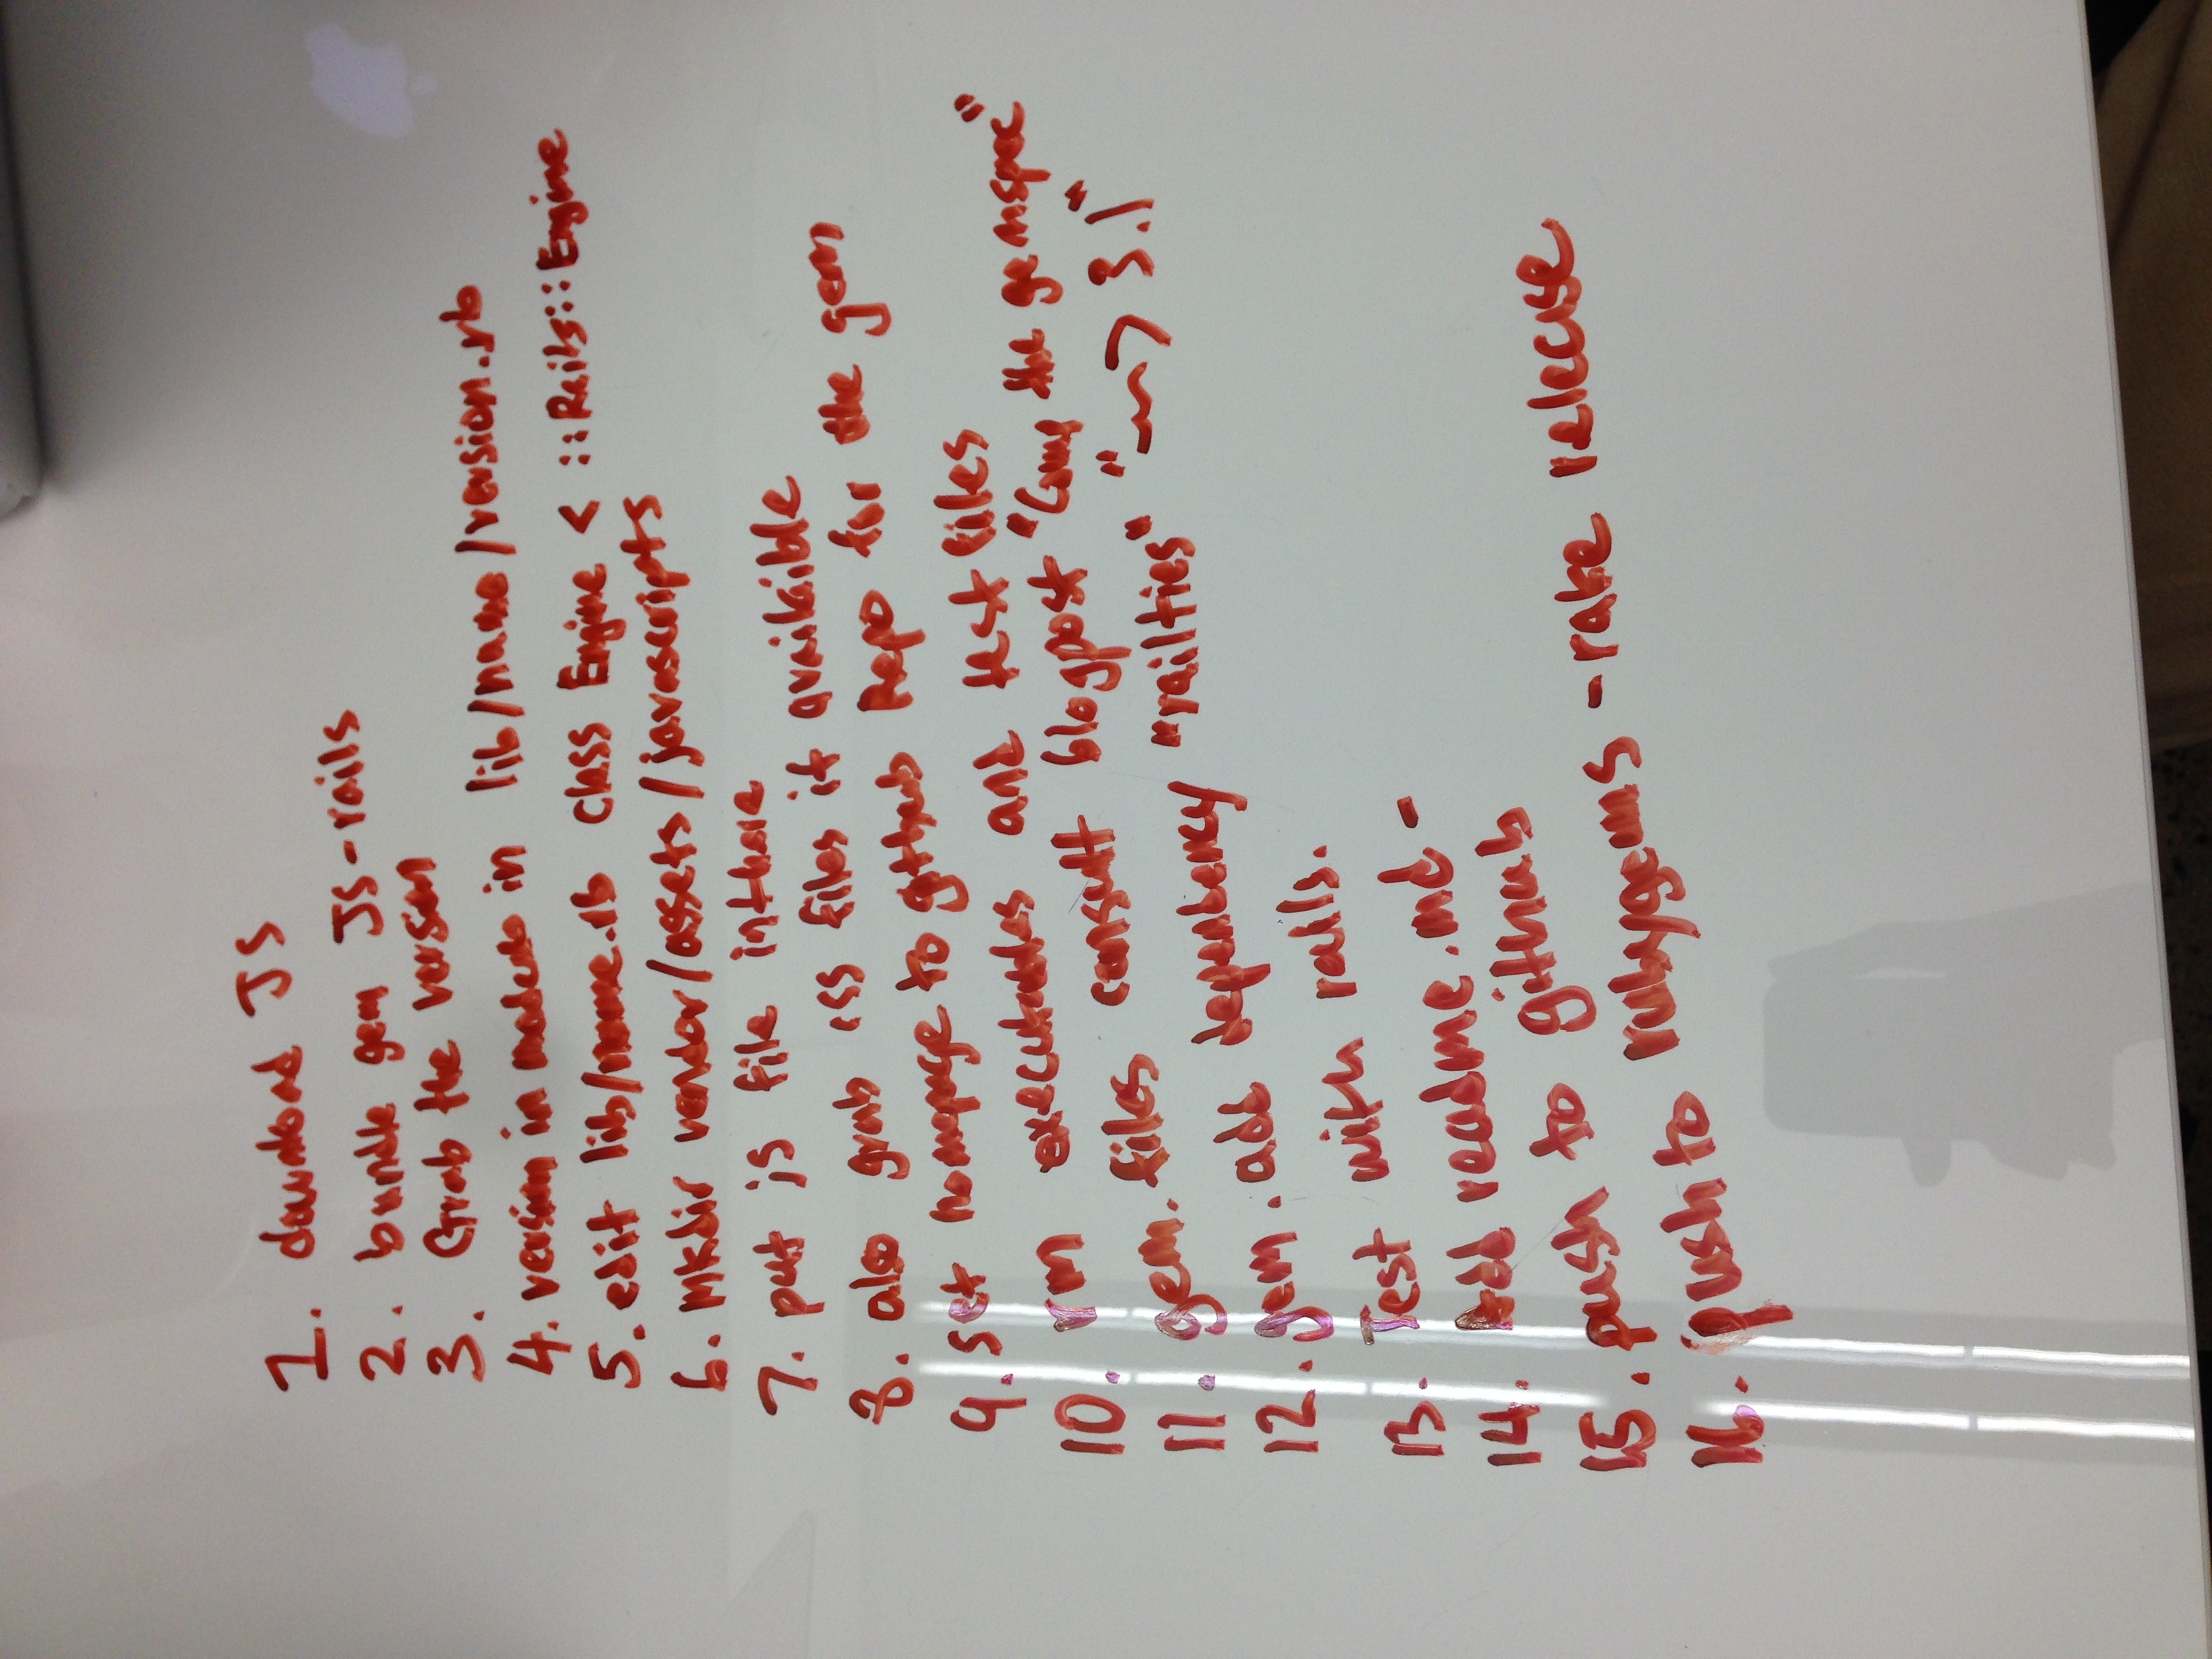 1. download JS
2. bundle gem JS-rails
3. Grab the version
4. version in module in lib/name/version.rb
5. edit lib/name.rb class Engine < ::Rails::Engine
6. mkdir vendor/assets/javascripts
7. put js file inthere
8. also grab css files if availaible
9. set homepage to github Repo for the gem
10. rm executables and test files
11. gem.files consult blogpost " the gemspec"
12. gem.add dependency "railties" "~> 3.1"
13. Test with rails.
14. Add readme.md -
15. push to github
16. push to rubygems - rake release